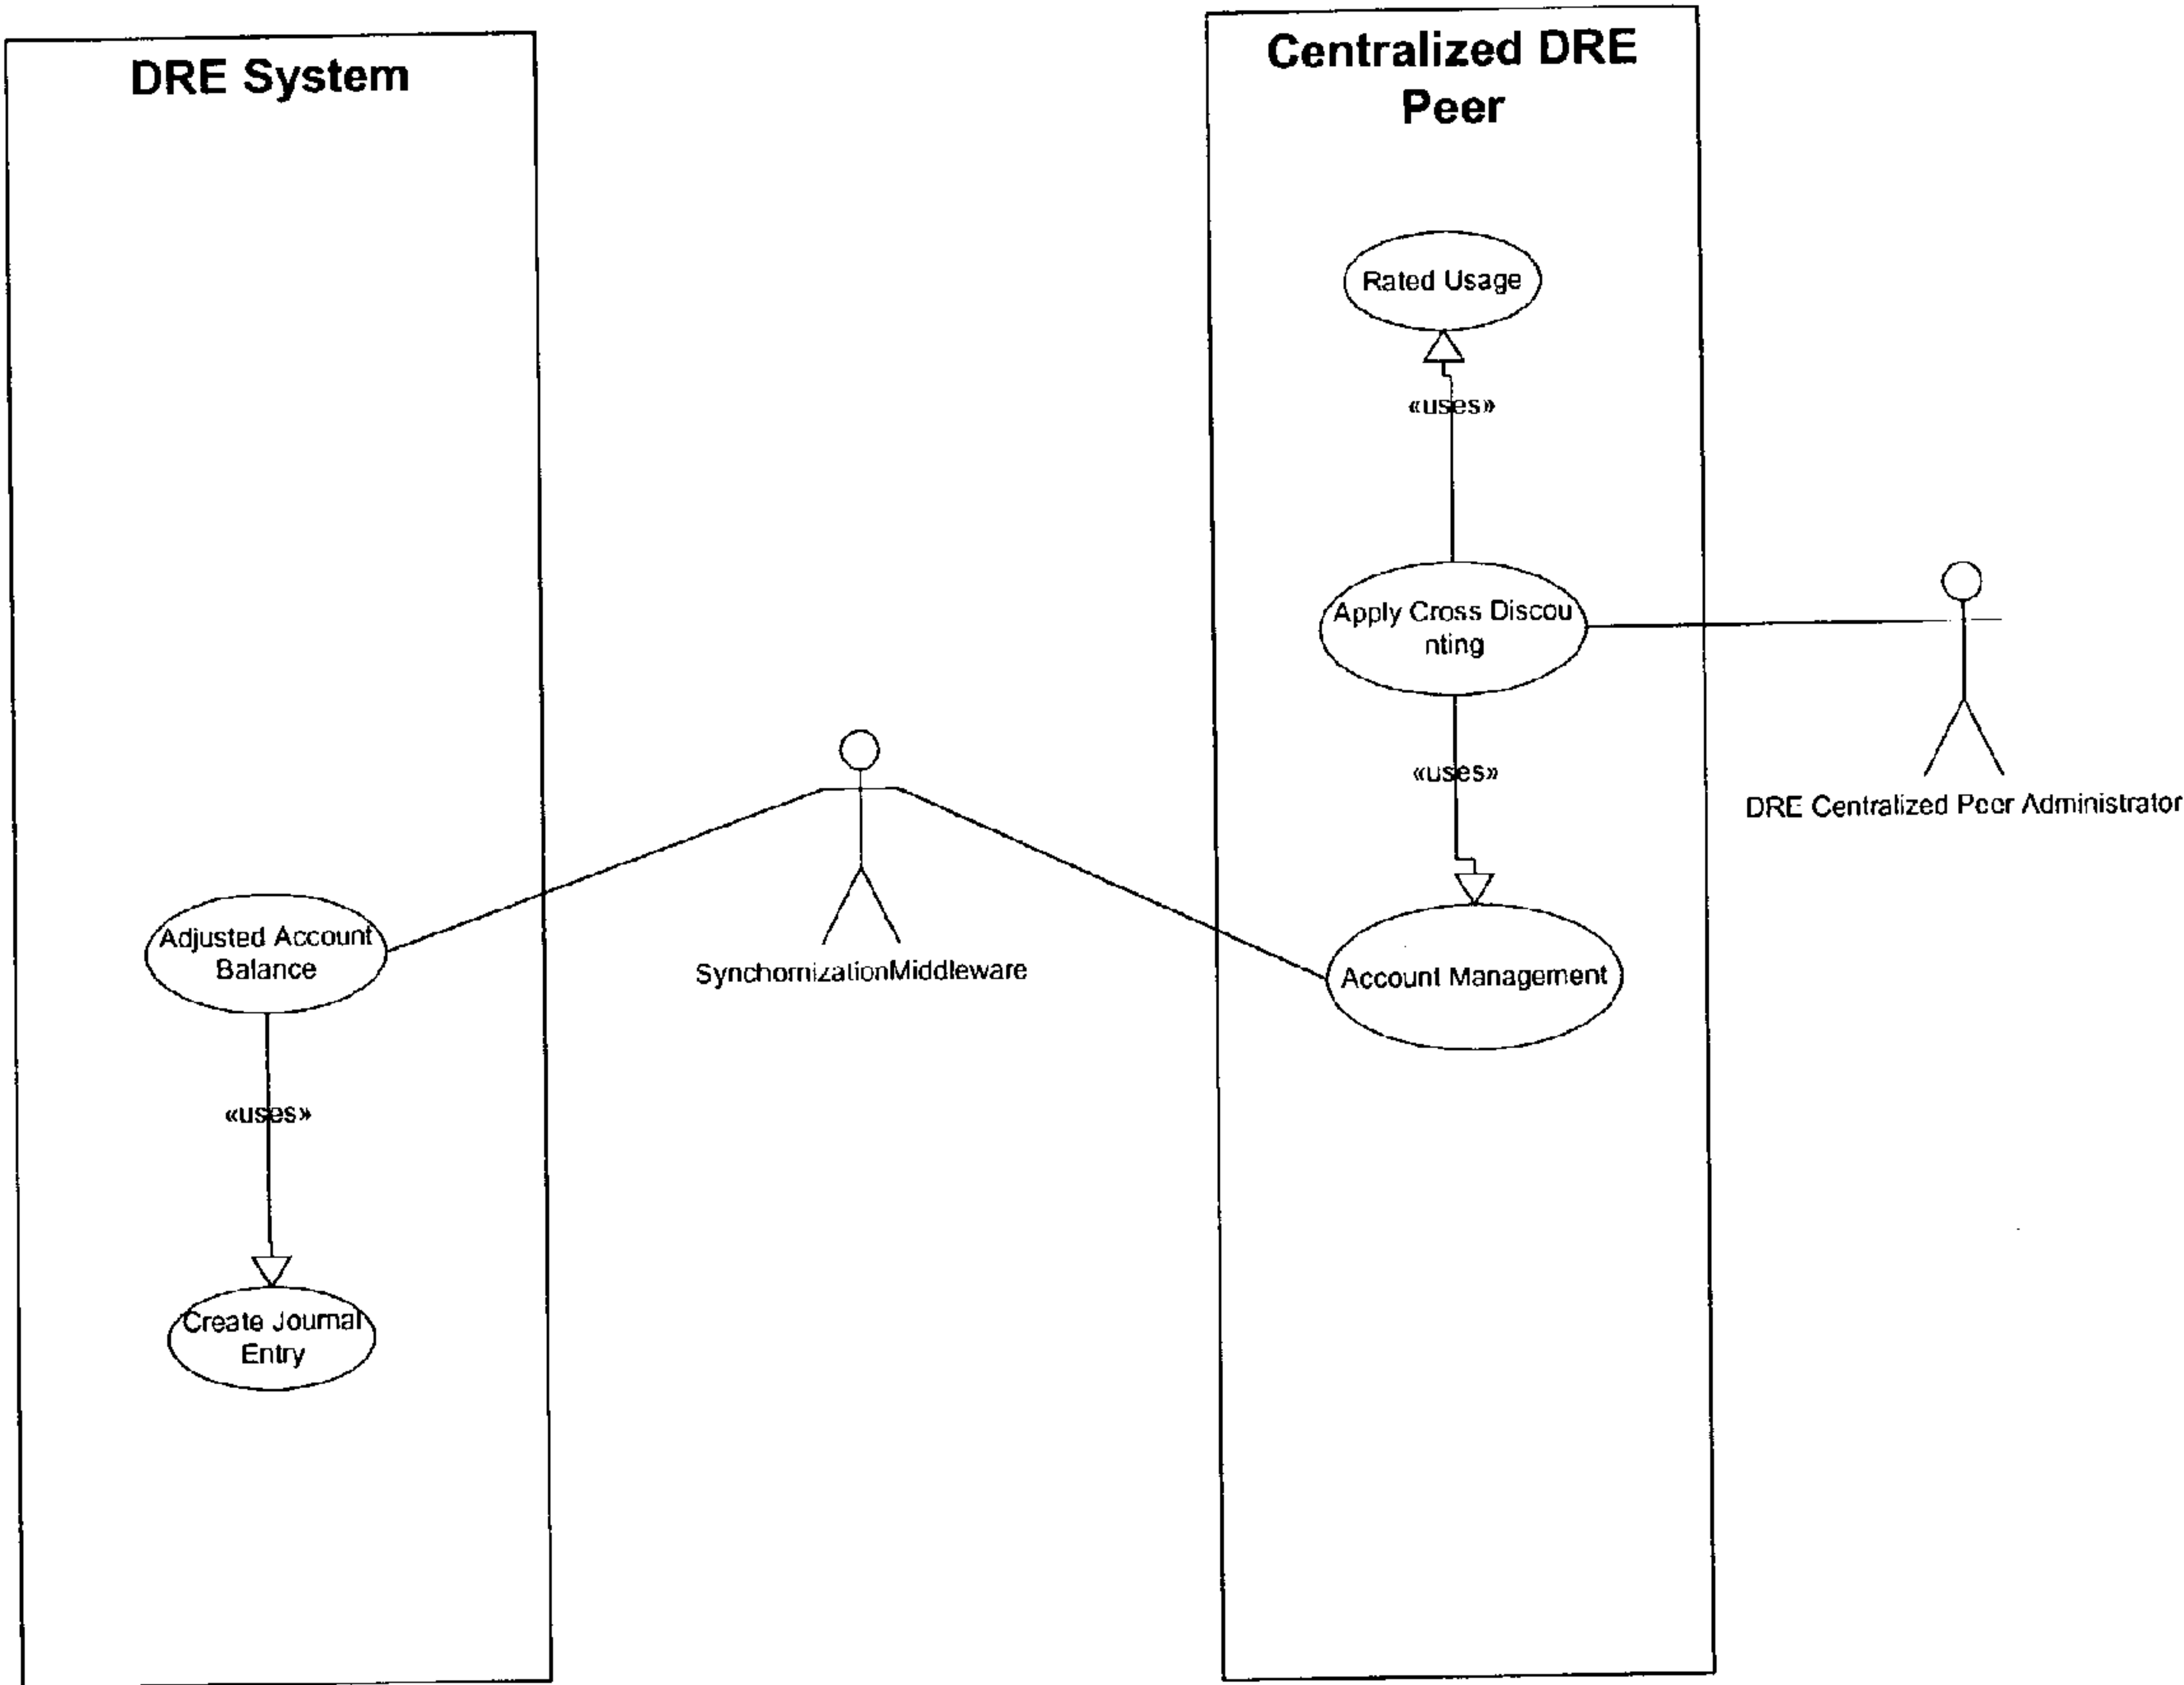 DRE System
Centralized DRE
Peer
Rated Usage
«uses»
Apply Cross Discou
nting
«uses»
DRE Centralized Peer Administrator
Adjusted Account
Balance
SynchornizationMiddleware
Account Management
«uses»
Create Journal
Entry